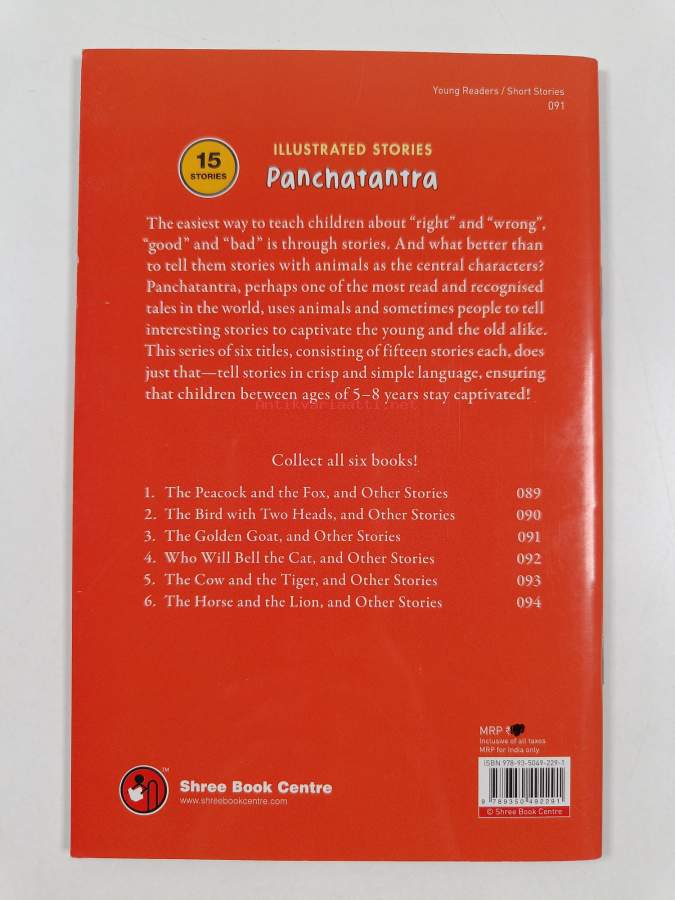 Young Readers / Short Stories
091
15
STORIES
ILLUSTRATED STORIES
Panchatantra
The easiest way to teach children about “right” and “wrong”,
“good” and “bad” is through stories. And what better than
to tell them stories with animals as the central characters?
Panchatantra, perhaps one of the most read and recognised
tales in the world, uses animals and sometimes people to tell
interesting stories to captivate the young and the old alike.
This series of six titles, consisting of fifteen stories each, does
just that—tell stories in crisp and simple language, ensuring
that children between ages of 5–8 years stay captivated!
antikvariaatti.net
Collect all six books!
1. The Peacock and the Fox, and Other Stories 089
2. The Bird with Two Heads, and Other Stories 090
3. The Golden Goat, and Other Stories 091
4. Who Will Bell the Cat, and Other Stories 092
5. The Cow and the Tiger, and Other Stories 093
6. The Horse and the Lion, and Other Stories 094
MRP ₹
Inclusive of all taxes
MRP for India only
ISBN 978-93-5049-229-1
9 789350 492291
© Shree Book Centre
TM
Shree Book Centre
www.shreebookcentre.com